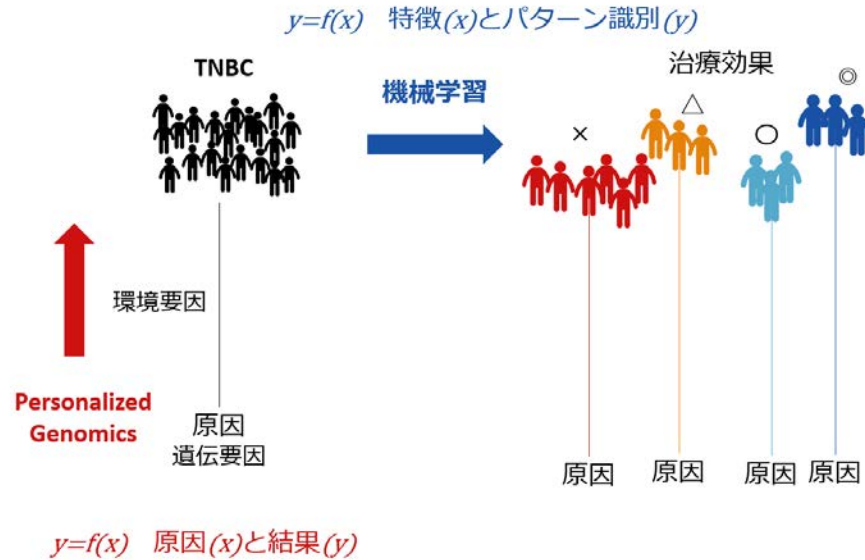 y=f(x) 特徴(x)とパターン識別(y)
TNBC
機械学習
治療効果
×
△
○
◎
環境要因
Personalized
Genomics
原因
遺伝要因
原因
原因
原因
原因
y=f(x) 原因(x)と結果(y)